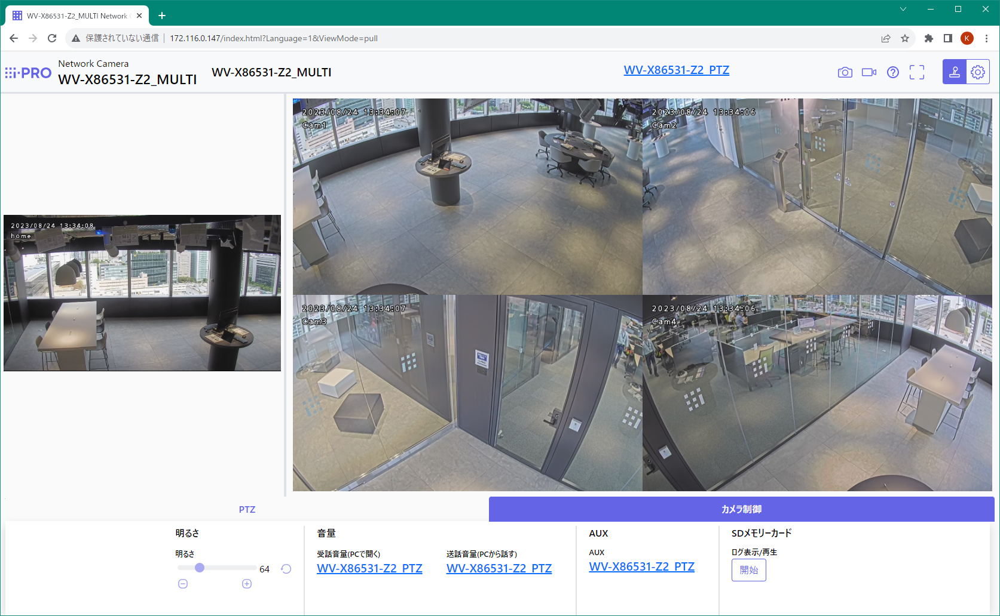 WV-X86531-Z2_MULTI Network
保護されていない通信
172.116.0.147/index.html?Language=1&ViewMode=pull
K
i-PRO
Network Camera
WV-X86531-Z2_MULTI
WV-X86531-Z2_MULTI
WV-X86531-Z2_PTZ
2023/08/24 13:34:08
home
2023/08/24 13:34:07
Cam1
2023/08/24 13:34:06
Cam2
2023/08/24 13:34:07
Cam3
2023/08/24 13:34:06
Cam4
PTZ
カメラ制御
明るさ
明るさ
64
音量
受話音量(PCで聞く)
WV-X86531-Z2_PTZ
送話音量(PCから話す)
WV-X86531-Z2_PTZ
AUX
AUX
WV-X86531-Z2_PTZ
SDメモリーカード
ログ表示/再生
開始